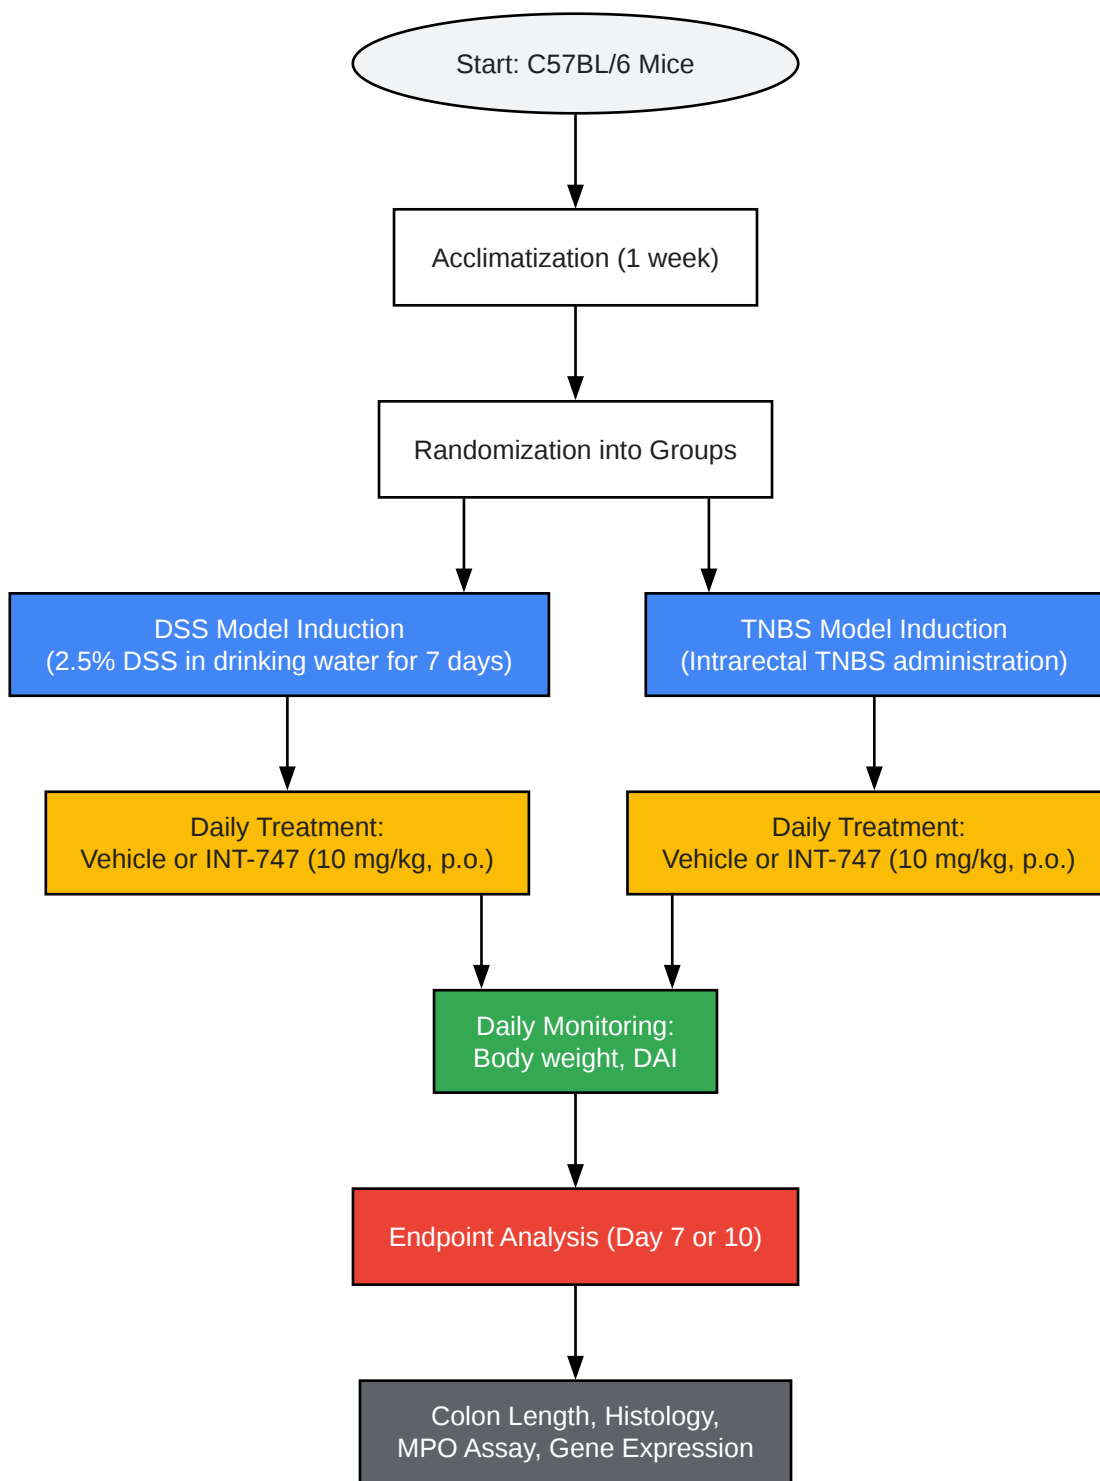 Start: C57BL/6 Mice
Acclimatization (1 week)
Randomization into Groups
DSS Model Induction
(2.5% DSS in drinking water for 7 days)
TNBS Model Induction
(Intrarectal TNBS administration)
Daily Treatment:
Vehicle or INT-747 (10 mg/kg, p.o.)
Daily Treatment:
Vehicle or INT-747 (10 mg/kg, p.o.)
Daily Monitoring:
Body weight, DAI
Endpoint Analysis (Day 7 or 10)
Colon Length, Histology,
MPO Assay, Gene Expression